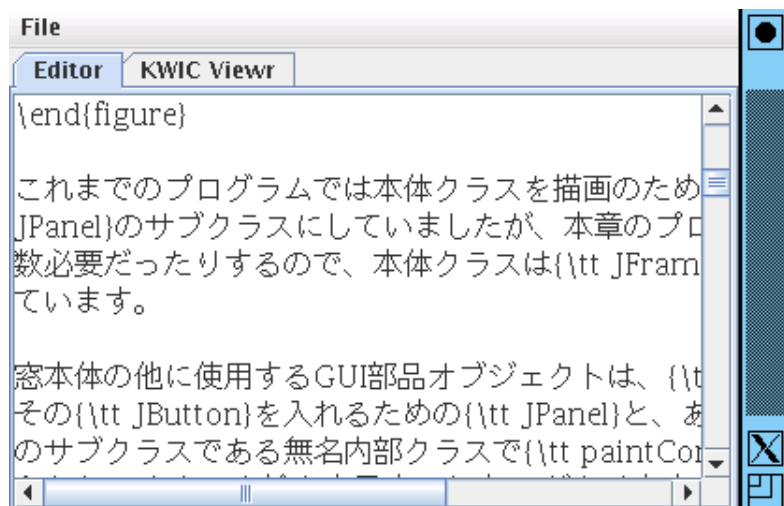 File
Editor
KWIC Viewr
\end{figure}
これまでのプログラムでは本体クラスを描画のため
JPanel}のサブクラスにしていましたが、本章のプロ
数必要だったりするので、本体クラスは{\tt JFram
ています。
窓本体の他に使用するGUI部品オブジェクトは、{\t
その{\tt JButton}を入れるための{\tt JPanel}と、あ
のサブクラスである無名内部クラスで{\tt paintCor